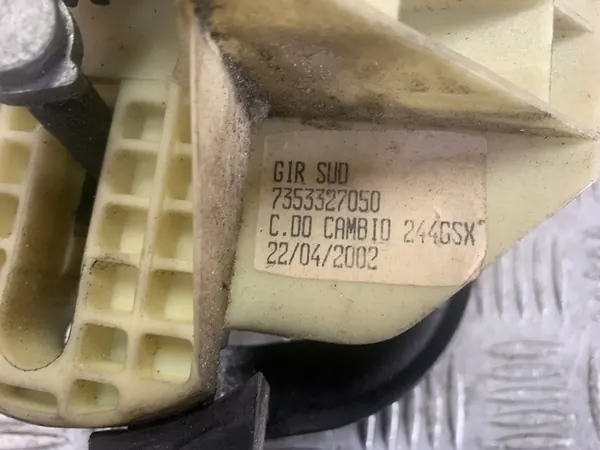 GIR SUD
7353327050
C.DO CAMBIO 244GSX
22/04/2002